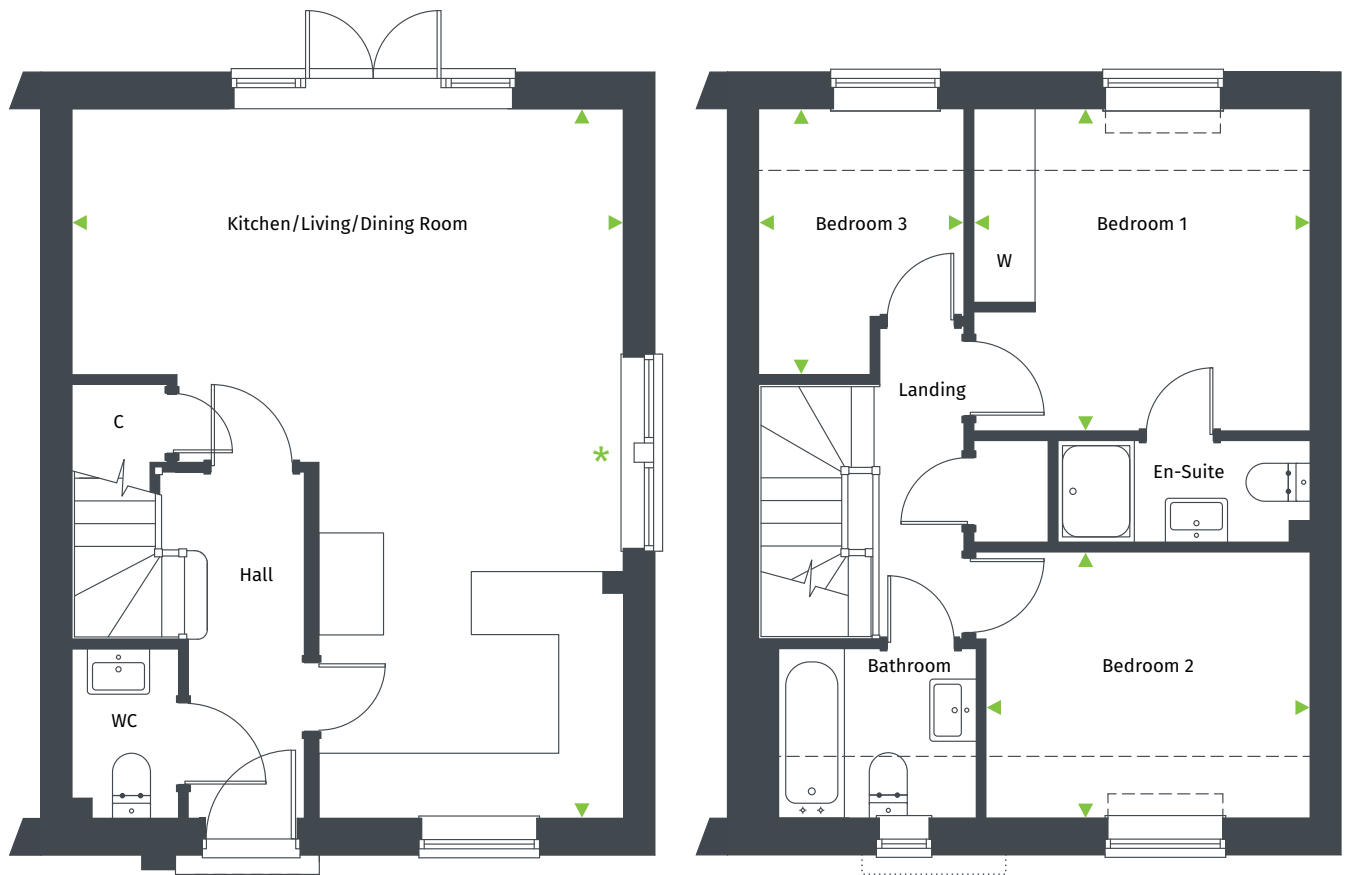 Kitchen/Living/Dining Room
C
*
Hall
WC
Bedroom 3
Bedroom 1
W
Landing
En-Suite
Bathroom
Bedroom 2